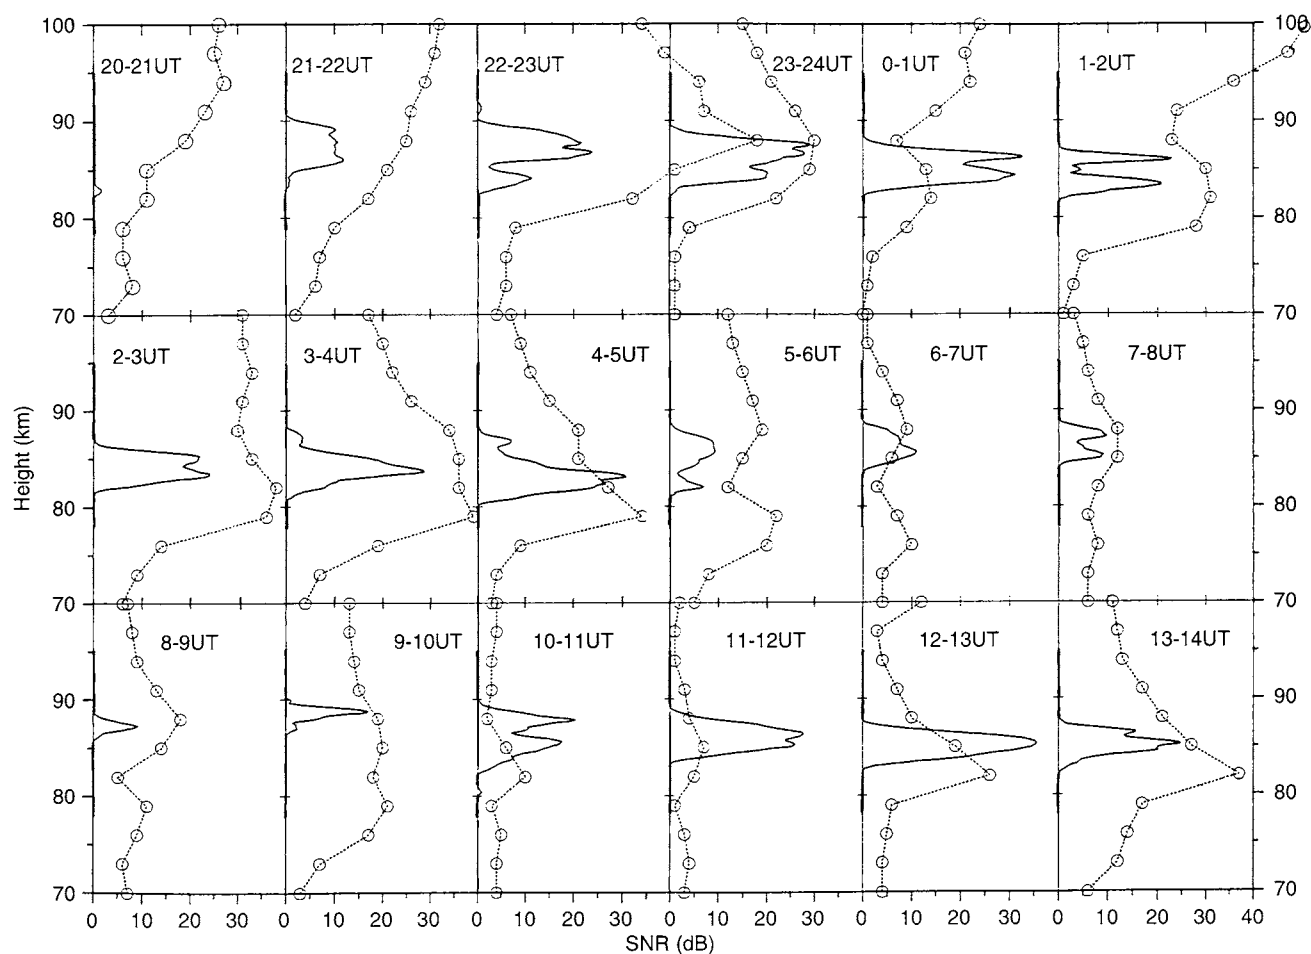 100
100
20-21UT
21-22UT
22-23UT
23-24UT
0-1UT
1-2UT
90
90
80
80
70
70
2-3UT
3-4UT
4-5UT
5-6UT
6-7UT
7-8UT
90
90
Height (km)
80
80
70
70
8-9UT
9-10UT
10-11UT
11-12UT
12-13UT
13-14UT
90
90
80
80
70
70
0 10 20 30 0 10 20 30 0 10 20 30 0 10 20 30 0 10 20 30 0 10 20 30 40
SNR (dB)